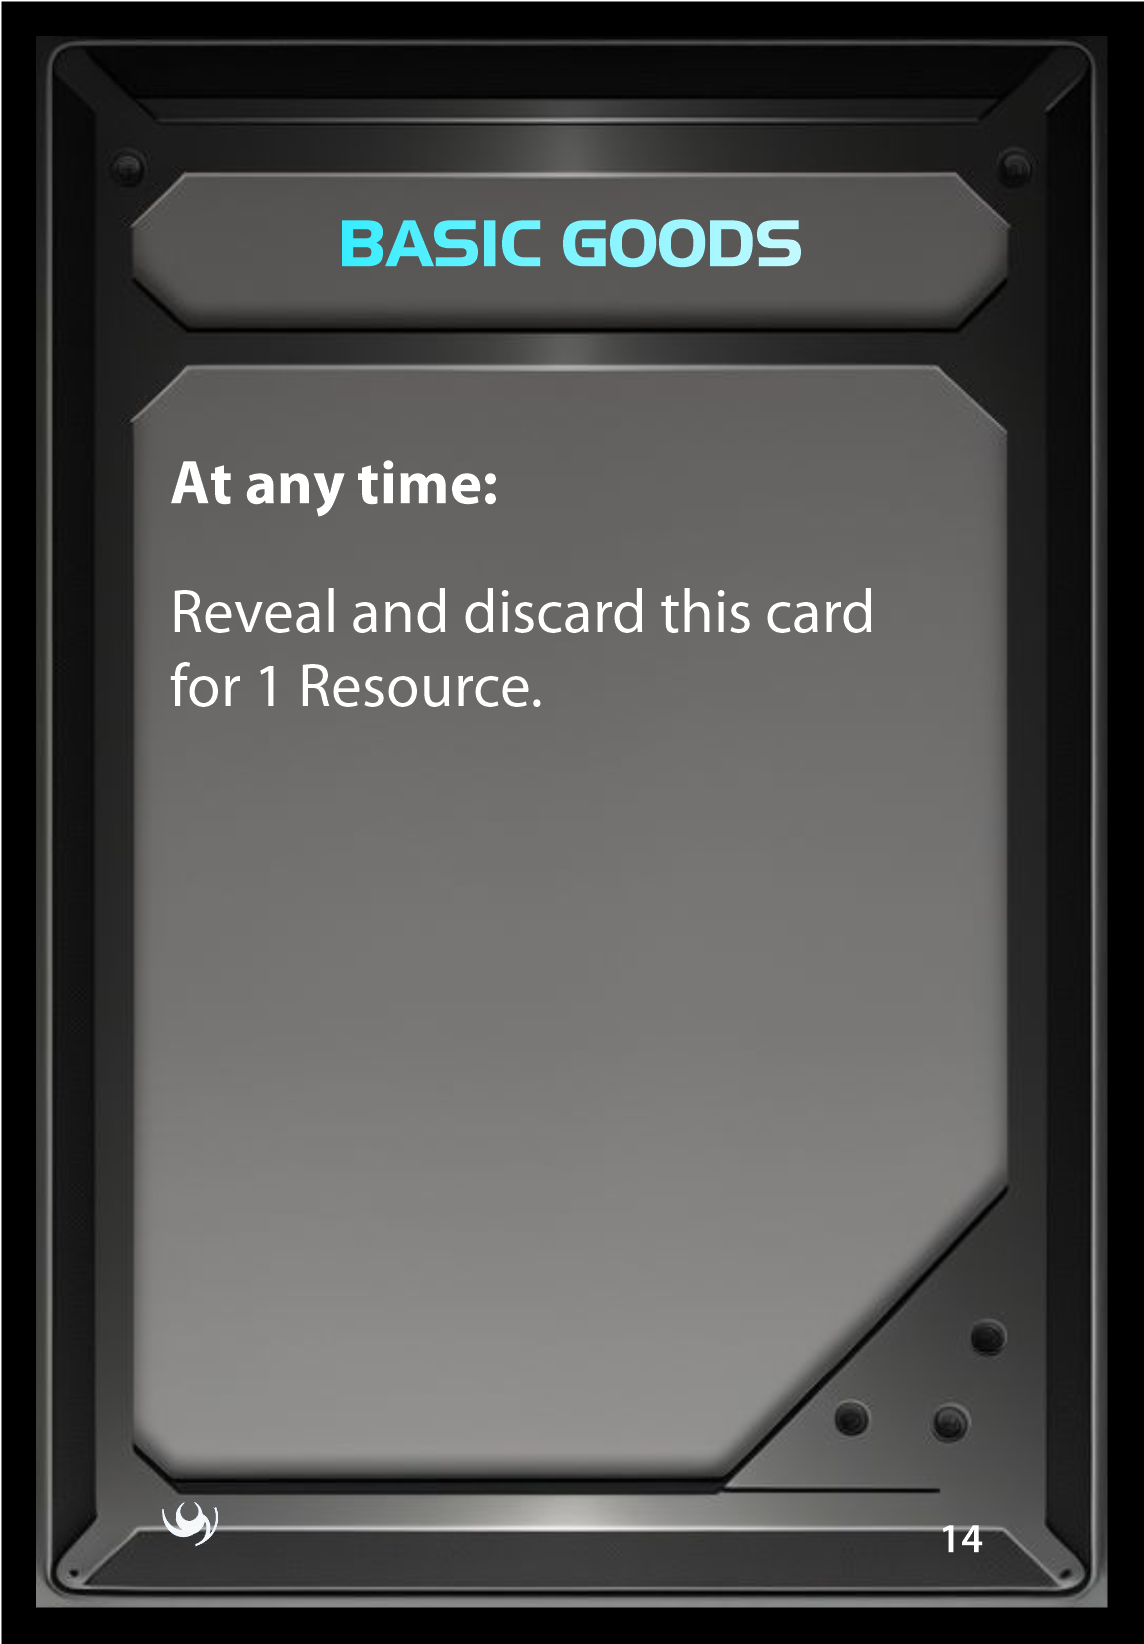 BASIC GOODS
At any time:
Reveal and discard this card
for 1 Resource.
14